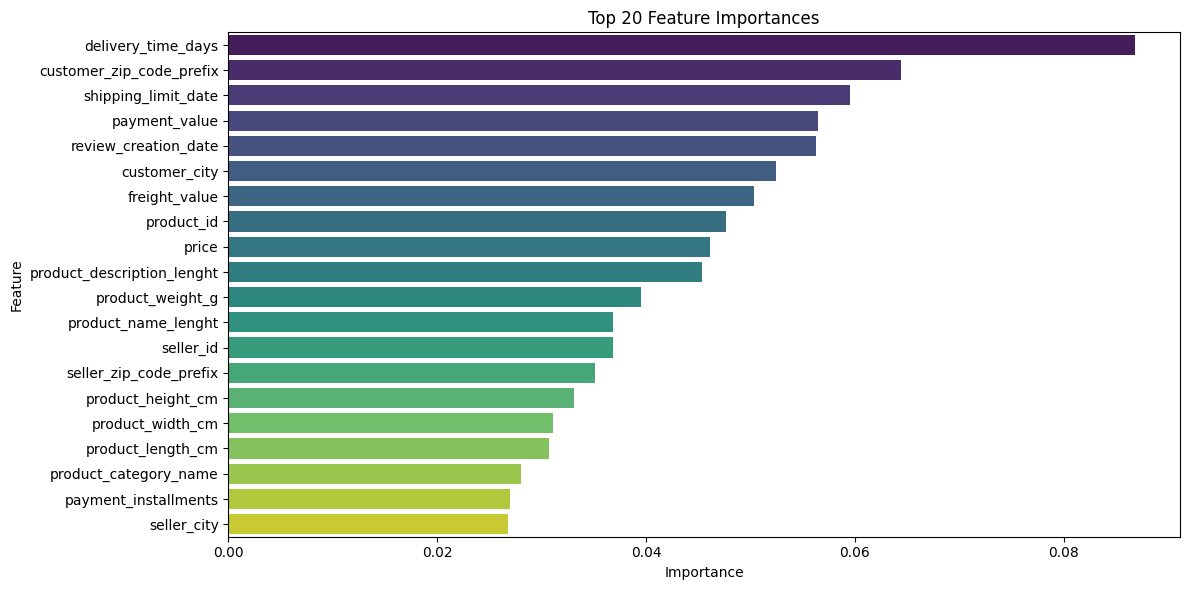 Top 20 Feature Importances
Feature
delivery_time_days
customer_zip_code_prefix
shipping_limit_date
payment_value
review_creation_date
customer_city
freight_value
product_id
price
product_description_lenght
product_weight_g
product_name_lenght
seller_id
seller_zip_code_prefix
product_height_cm
product_width_cm
product_length_cm
product_category_name
payment_installments
seller_city
0.00 0.02 0.04 0.06 0.08
Importance